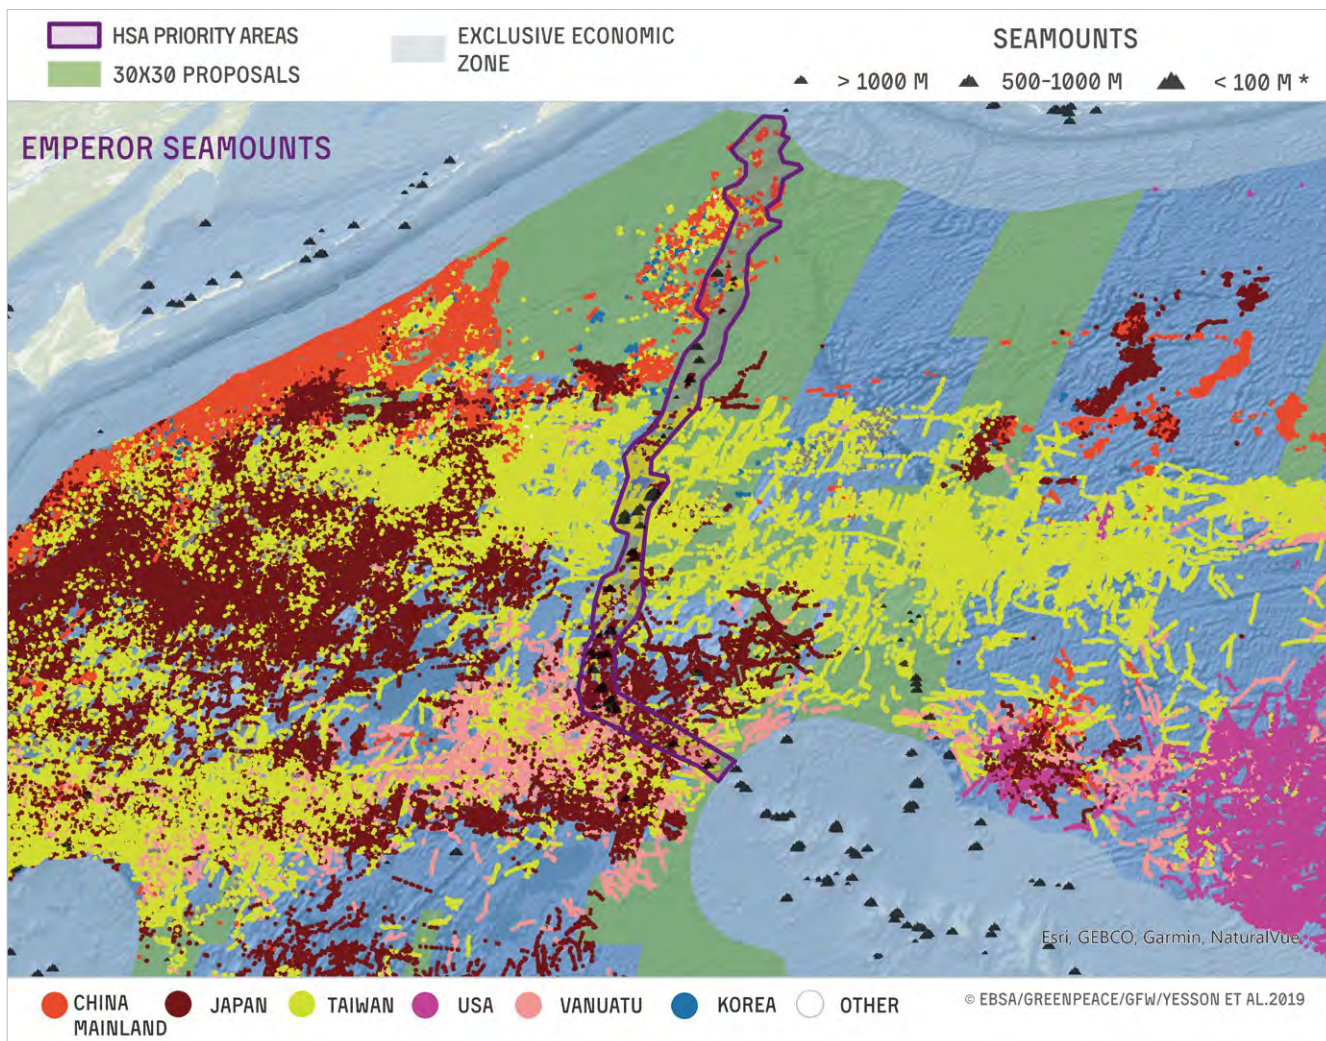 HSA PRIORITY AREAS
30X30 PROPOSALS
EXCLUSIVE ECONOMIC
ZONE
SEAMOUNTS
> 1000 M
500-1000 M
< 100 M *
EMPEROR SEAMOUNTS
Esri, GEBCO, Garmin, NaturalVue
CHINA
MAINLAND
JAPAN
TAIWAN
USA
VANUATU
KOREA
OTHER
© EBSA/GREENPEACE/GFW/YESSON ET AL.2019